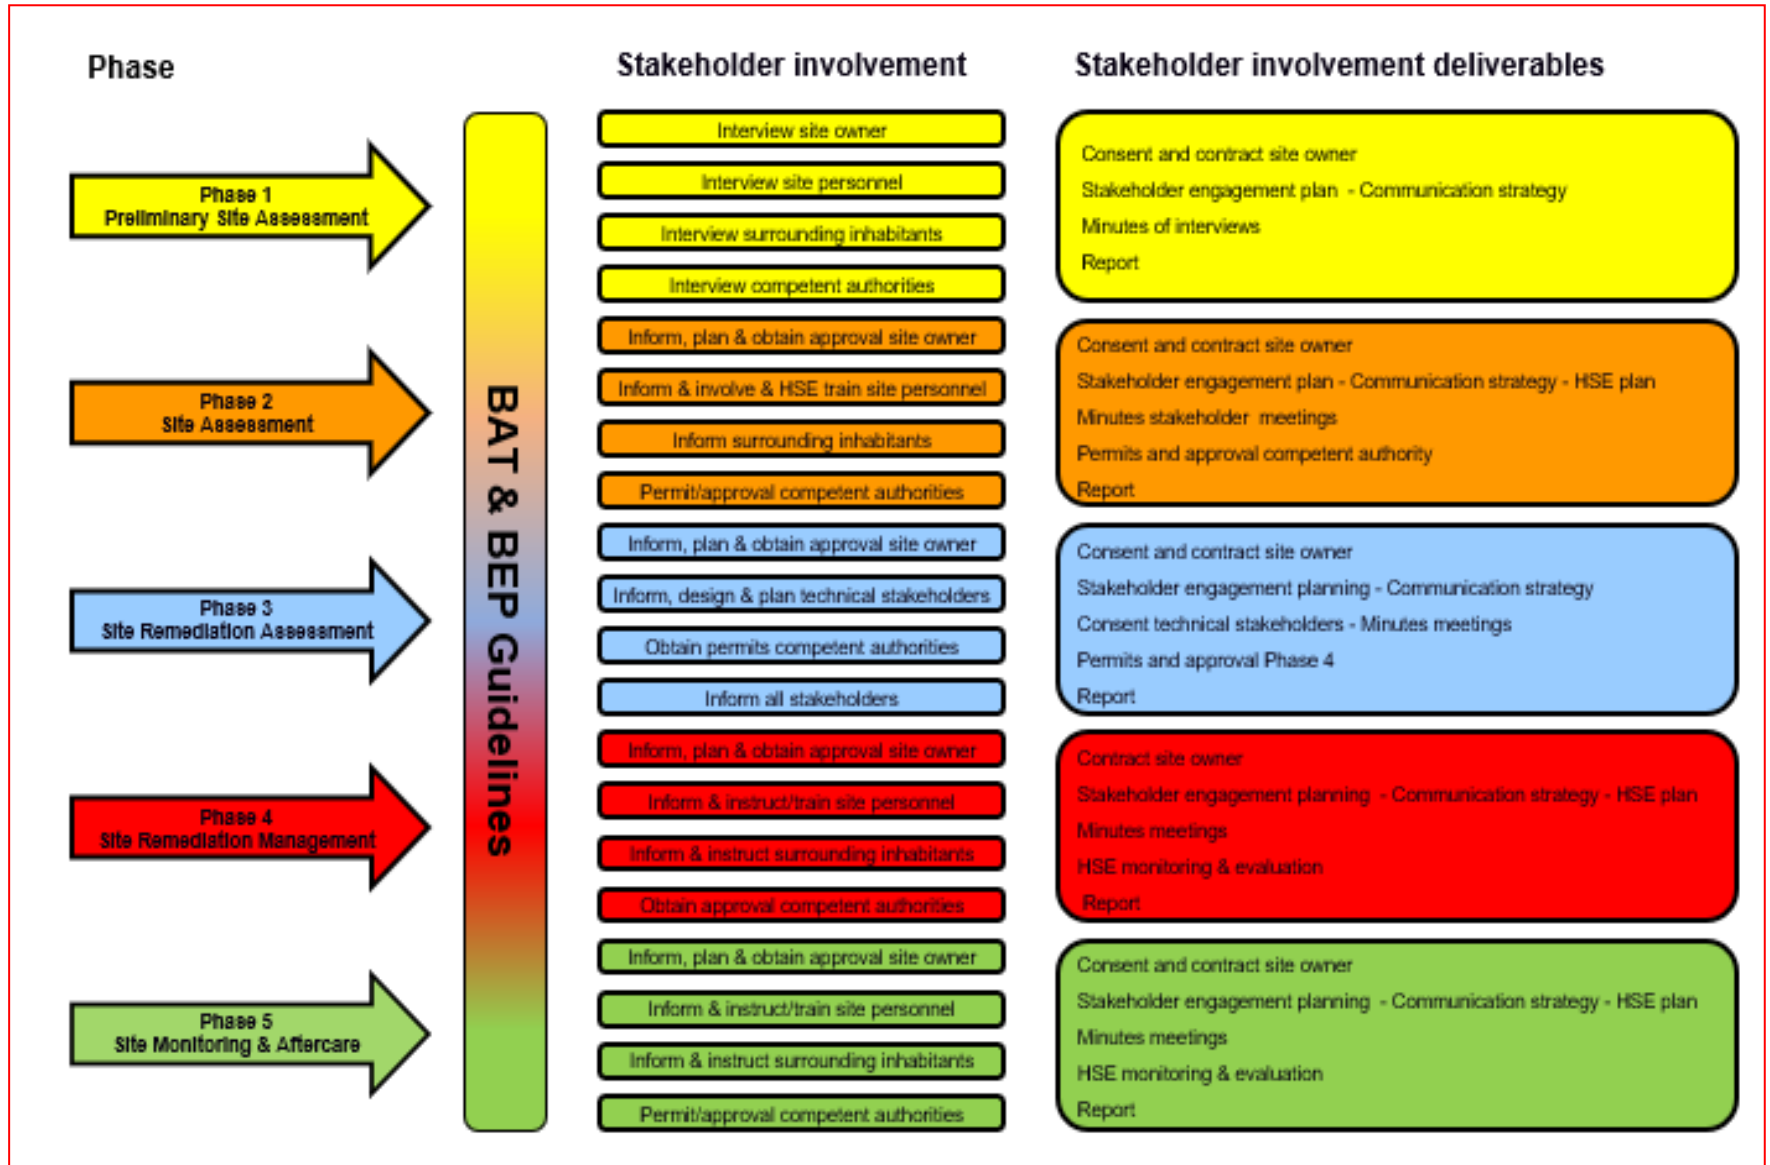 Phase
Stakeholder involvement
Stakeholder involvement deliverables
Phase 1
Preliminary Site Assessment
Phase 2
Site Assessment
Phase 3
Site Remediation Assessment
Phase 4
Site Remediation Management
Phase 5
Site Monitoring & Aftercare
BAT & BEP Guidelines
Interview site owner
Interview site personnel
Interview surrounding inhabitants
Interview competent authorities
Inform, plan & obtain approval site owner
Inform & involve & HSE train site personnel
Inform surrounding inhabitants
Permit/approval competent authorities
Inform, plan & obtain approval site owner
Inform, design & plan technical stakeholders
Obtain permits competent authorities
Inform all stakeholders
Inform, plan & obtain approval site owner
Inform & instruct/train site personnel
Inform & instruct surrounding inhabitants
Obtain approval competent authorities
Inform, plan & obtain approval site owner
Inform & instruct/train site personnel
Inform & instruct surrounding inhabitants
Permit/approval competent authorities
Consent and contract site owner
Stakeholder engagement plan - Communication strategy
Minutes of interviews
Report
Consent and contract site owner
Stakeholder engagement plan - Communication strategy - HSE plan
Minutes stakeholder meetings
Permits and approval competent authority
Report
Consent and contract site owner
Stakeholder engagement planning - Communication strategy
Consent technical stakeholders - Minutes meetings
Permits and approval Phase 4
Report
Contract site owner
Stakeholder engagement planning - Communication strategy - HSE plan
Minutes meetings
HSE monitoring & evaluation
Report
Consent and contract site owner
Stakeholder engagement planning - Communication strategy - HSE plan
Minutes meetings
HSE monitoring & evaluation
Report